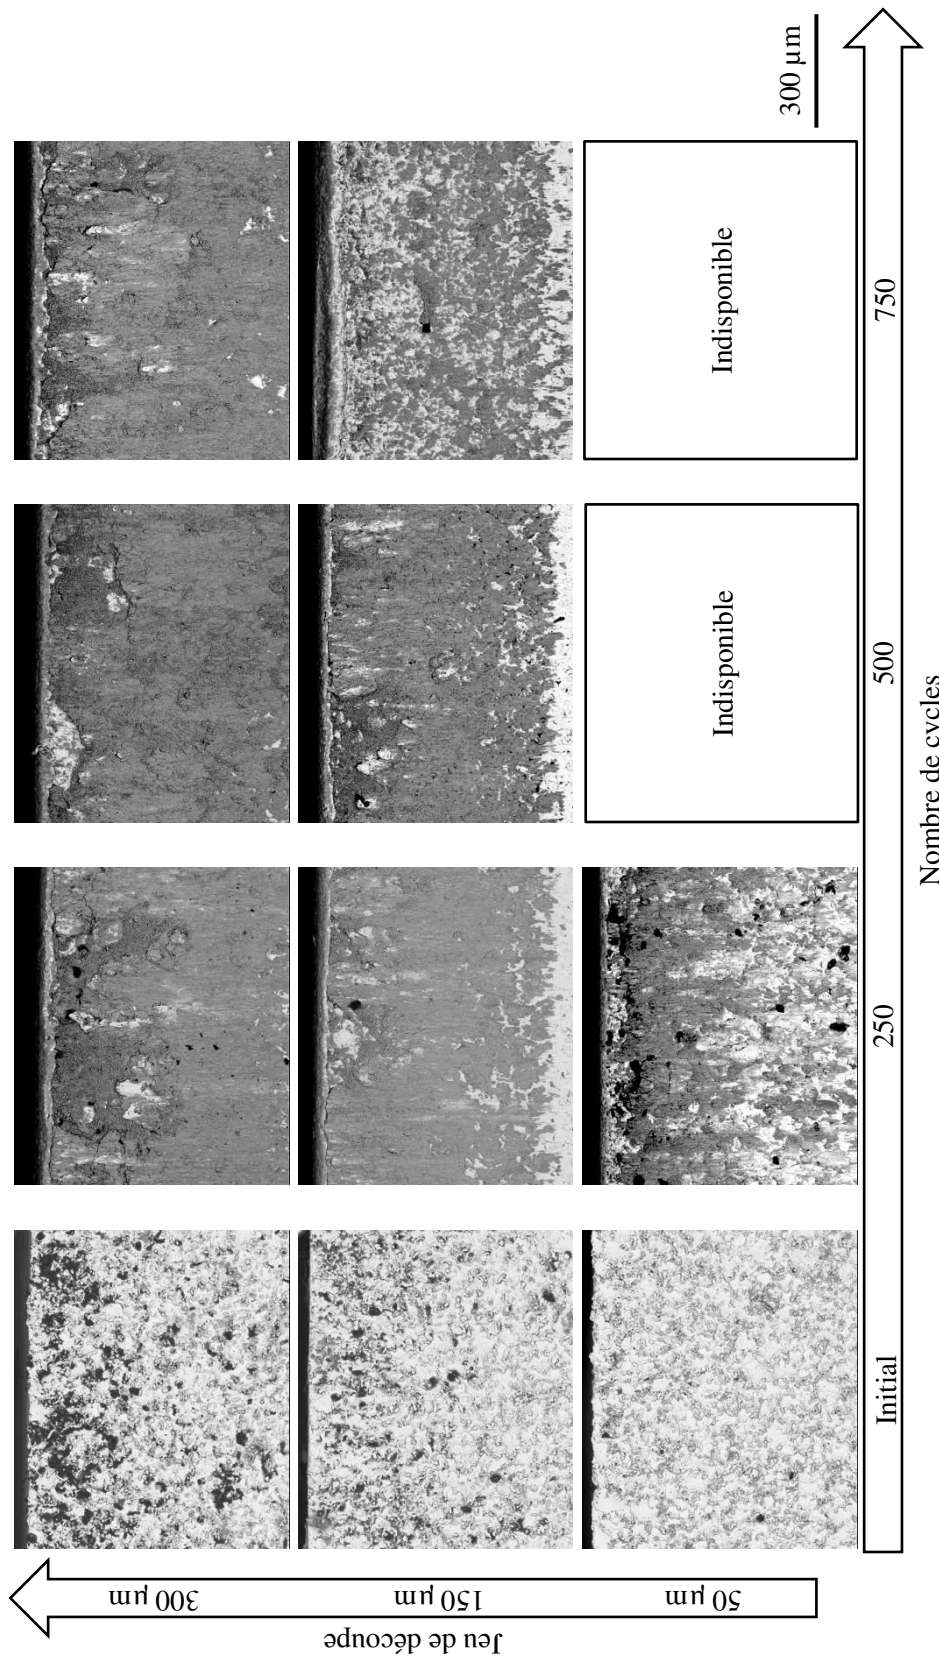 Jeu de découpe
300 µm
150 µm
50 µm
300 µm
Indisponible
Indisponible
Initial
250
500
750
Nombre de cycles